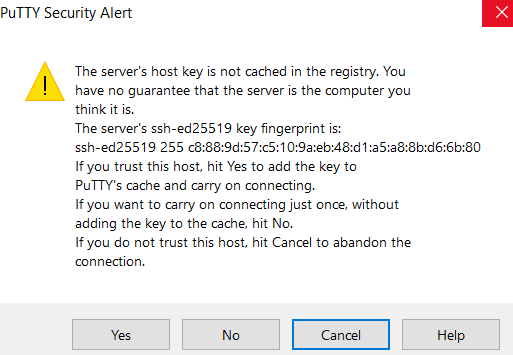 PuTTY Security Alert
The server's host key is not cached in the registry. You
have no guarantee that the server is the computer you
think it is.
The server's ssh-ed25519 key fingerprint is:
ssh-ed25519 255 c8:88:9d:57:c5:10:9a:eb:48:d1:a5:a8:8b:d6:6b:80
If you trust this host, hit Yes to add the key to
PuTTY's cache and carry on connecting.
If you want to carry on connecting just once, without
adding the key to the cache, hit No.
If you do not trust this host, hit Cancel to abandon the
connection.
Yes No Cancel Help